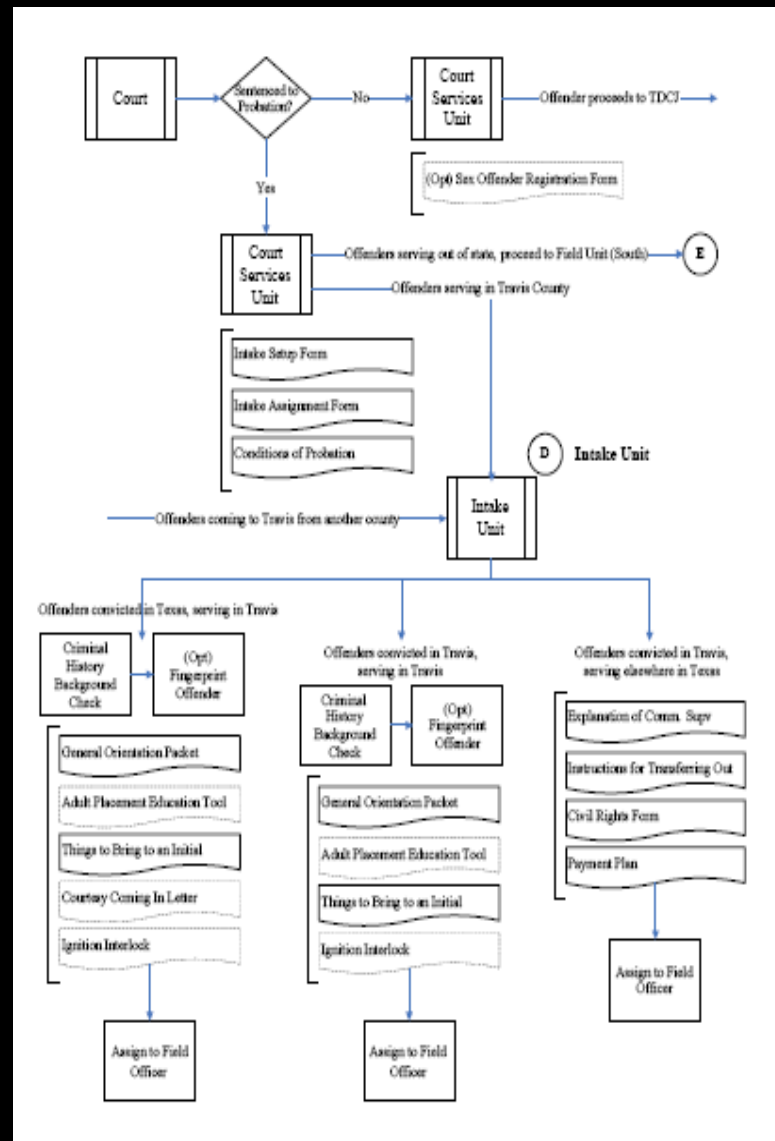 Court
Sentenced to
Probation?
No
Court
Services
Unit
Offender proceeds to TDCJ
(Opt) Sex Offender Registration Form
Yes
Court
Services
Unit
Offenders serving out of state, proceed to Field Unit (South)
E
Offenders serving in Travis County
Intake Setup Form
Intake Assignment Form
Conditions of Probation
D
Intake Unit
Offenders coming to Travis from another county
Intake
Unit
Offenders convicted in Texas, serving in Travis
Criminal
History
Background
Check
(Opt)
Fingerprint
Offender
General Orientation Packet
Adult Placement Education Tool
Things to Bring to an Initial
Courtesy Coming In Letter
Ignition Interlock
Assign to Field
Officer
Offenders convicted in Travis,
serving in Travis
Criminal
History
Background
Check
(Opt)
Fingerprint
Offender
General Orientation Packet
Adult Placement Education Tool
Things to Bring to an Initial
Ignition Interlock
Assign to Field
Officer
Offenders convicted in Travis,
serving elsewhere in Texas
Explanation of Comm. Supv
Instructions for Transferring Out
Civil Rights Form
Payment Plan
Assign to Field
Officer